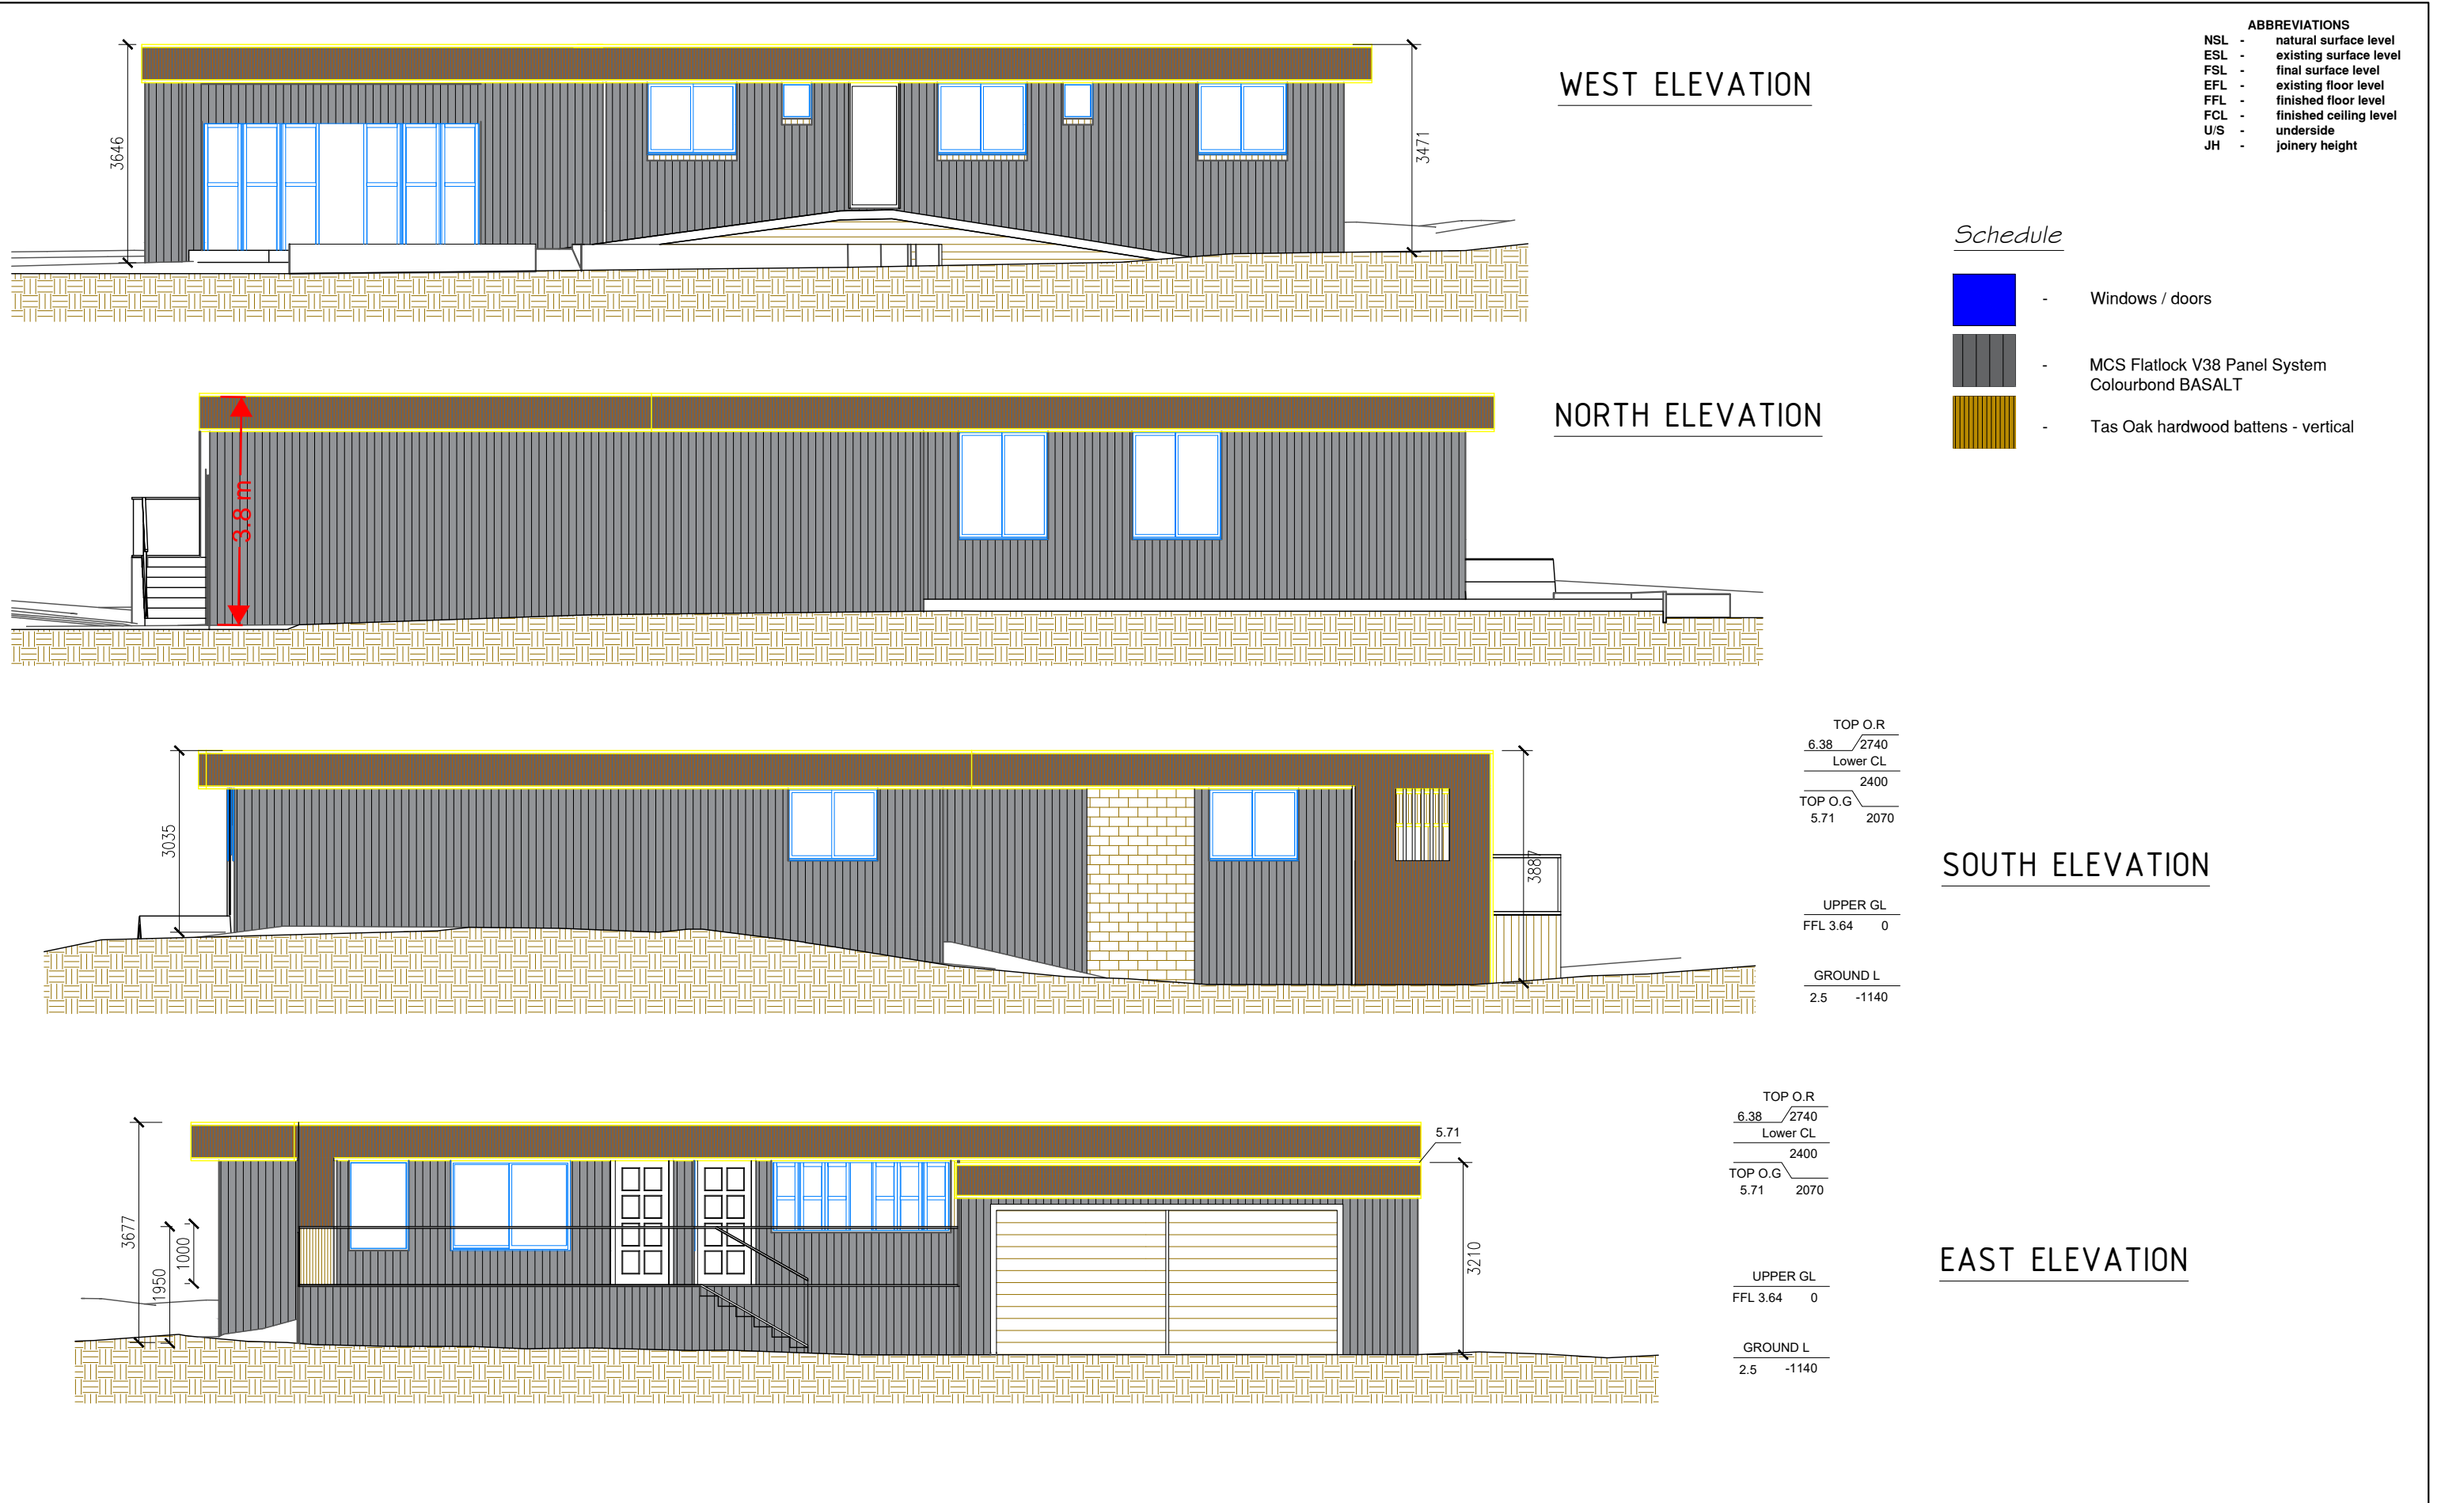 ABBREVIATIONS
NSL - natural surface level
ESL - existing surface level
FSL - final surface level
EFL - existing floor level
FFL - finished floor level
FCL - finished ceiling level
U/S - underside
JH - joinery height
WEST ELEVATION
3646
3471
Schedule
- Windows / doors
- MCS Flatlock V38 Panel System
Colourbond BASALT
- Tas Oak hardwood battens - vertical
NORTH ELEVATION
3.8 m
TOP O.R
6.38 2740
Lower CL
2400
TOP O.G
5.71 2070
3035
3887
SOUTH ELEVATION
UPPER GL
FFL 3.64 0
GROUND L
2.5 -1140
TOP O.R
6.38 2740
Lower CL
2400
TOP O.G
5.71 2070
5.71
3677
1950
1000
3210
EAST ELEVATION
UPPER GL
FFL 3.64 0
GROUND L
2.5 -1140